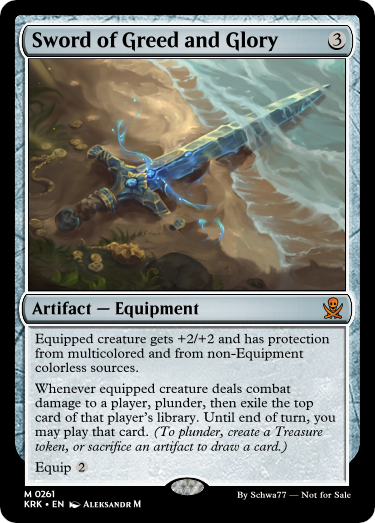 Sword of Greed and Glory 3
Artifact — Equipment
Equipped creature gets +2/+2 and has protection
from multicolored and from non-Equipment
colorless sources.
Whenever equipped creature deals combat
damage to a player, plunder, then exile the top
card of that player's library. Until end of turn, you
may play that card. (To plunder, create a Treasure
token, or sacrifice an artifact to draw a card.)
Equip 2
M 0261
KRK • EN Aleksandr M
By Schwa77 — Not for Sale